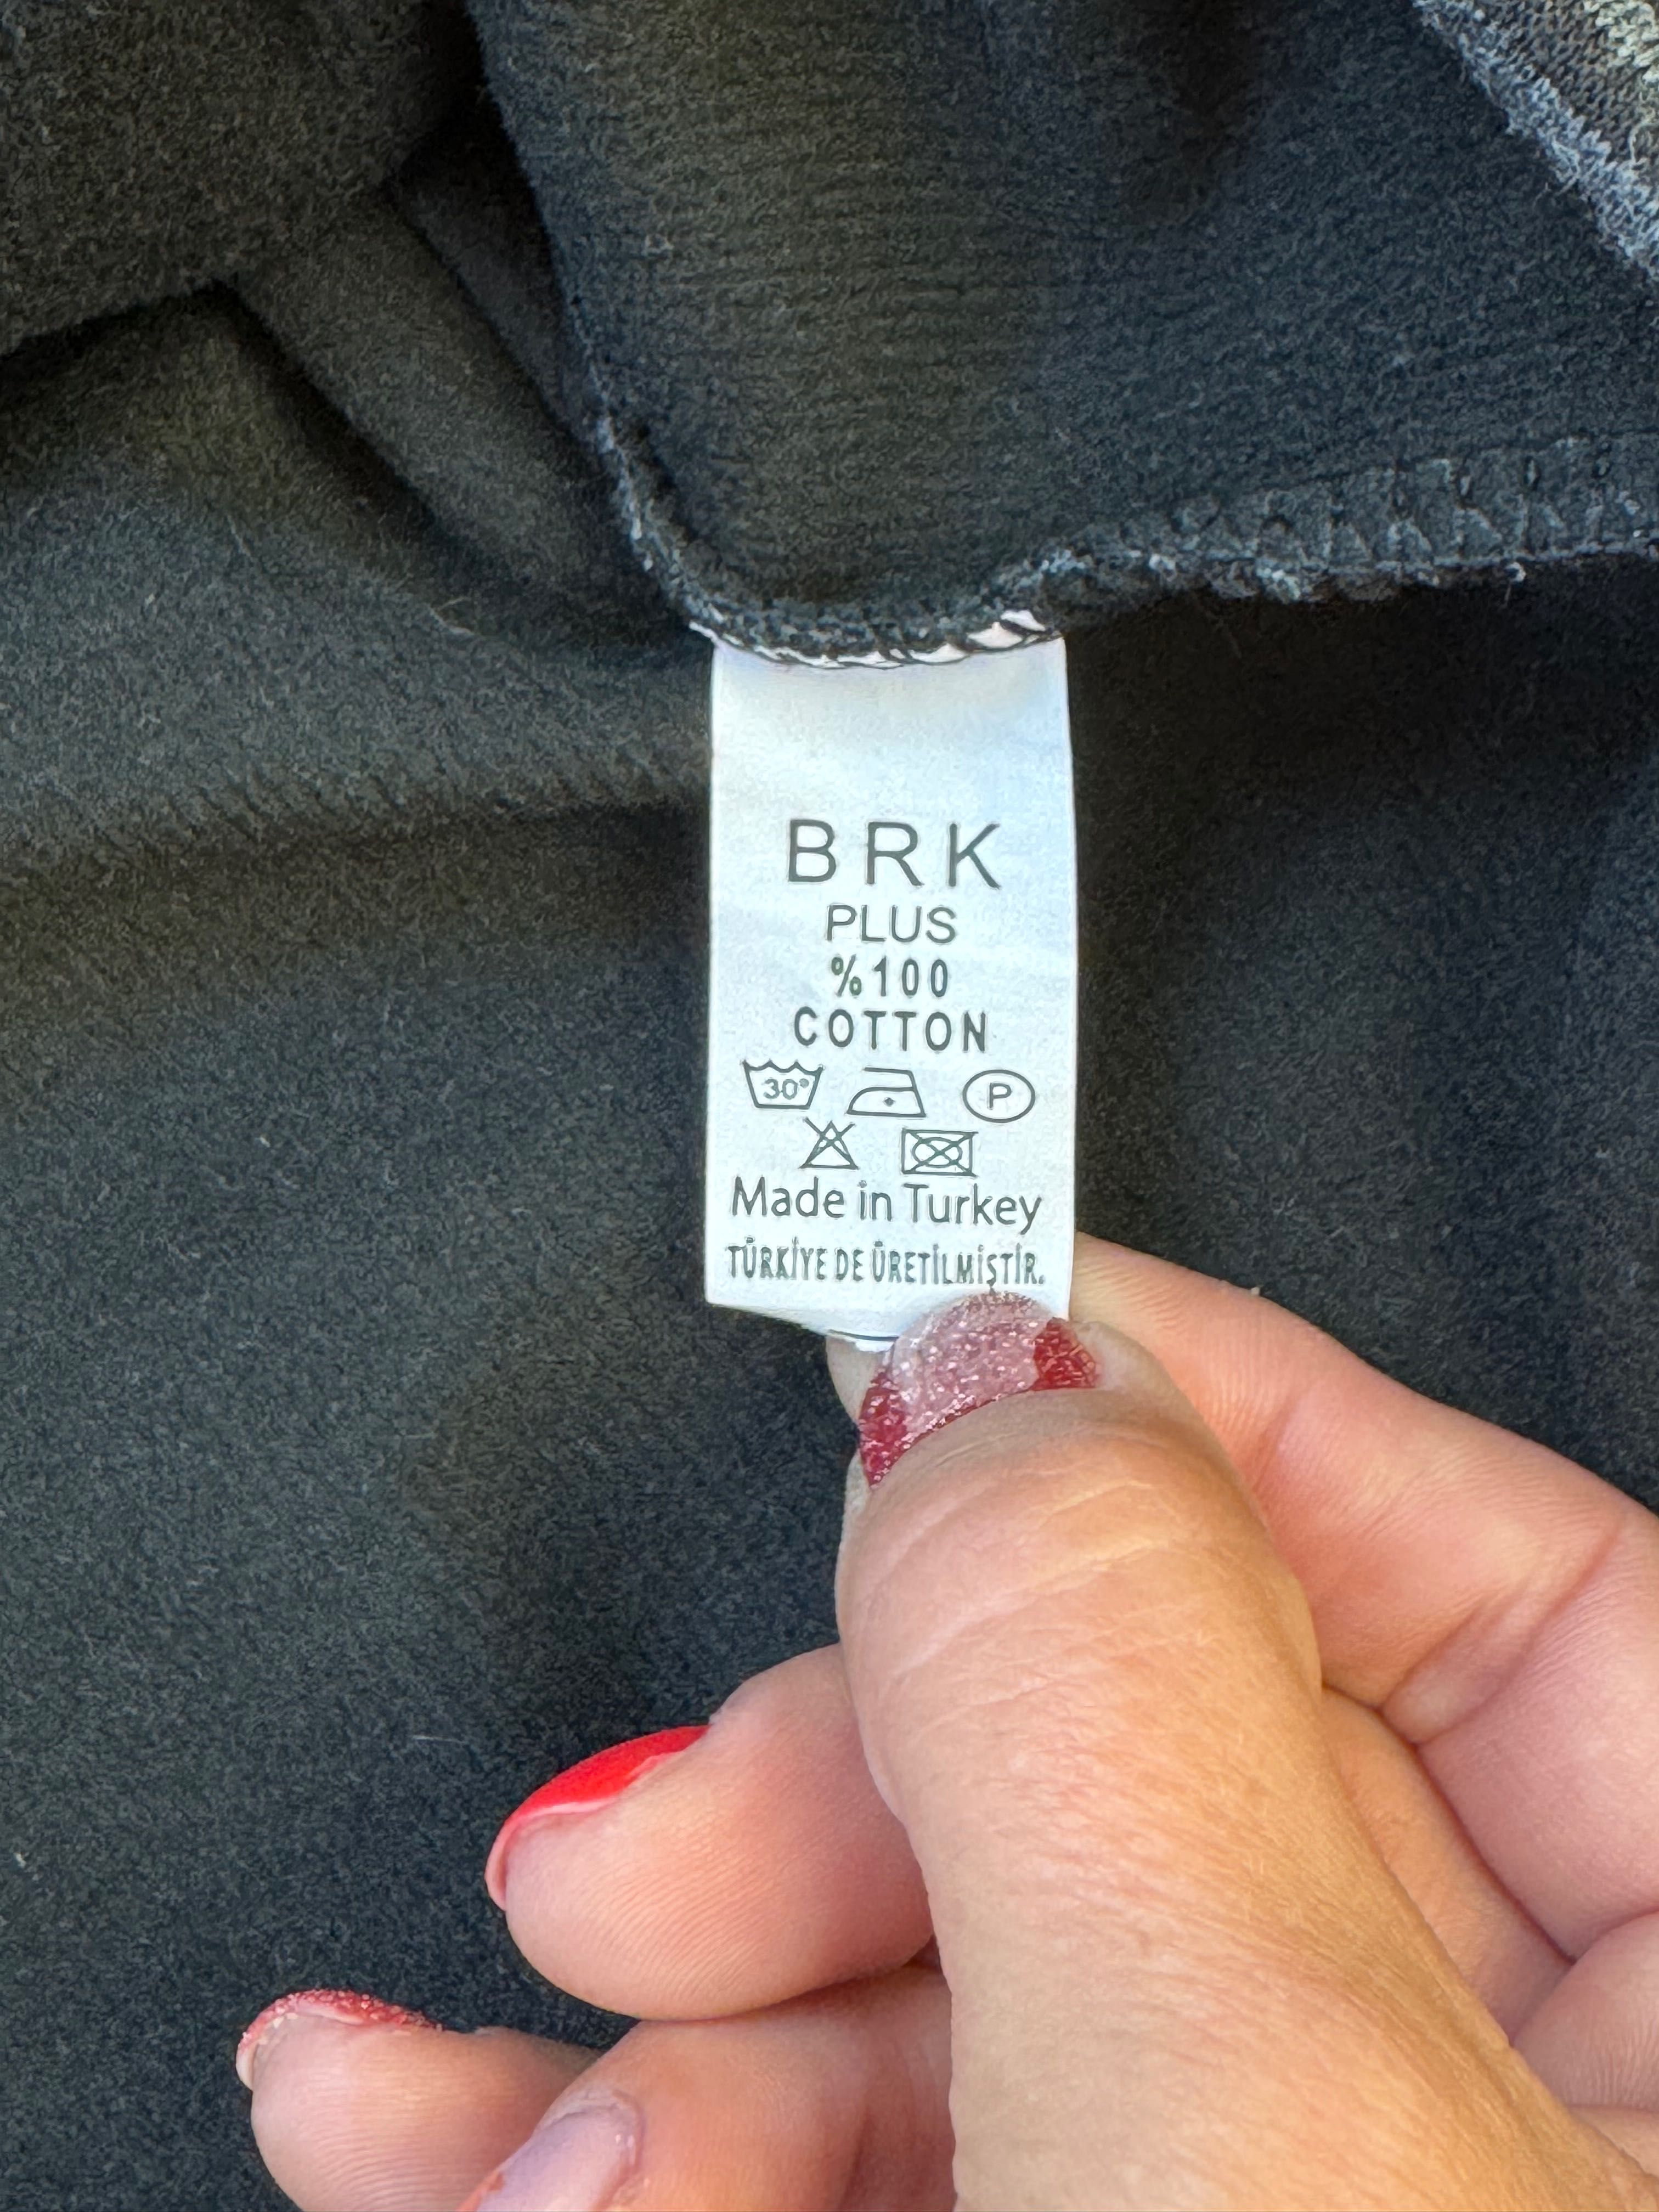 BRK
PLUS
%100
COTTON
30°
P
Made in Turkey
TÜRKİYE DE ÜRETİLMİŞTİR.